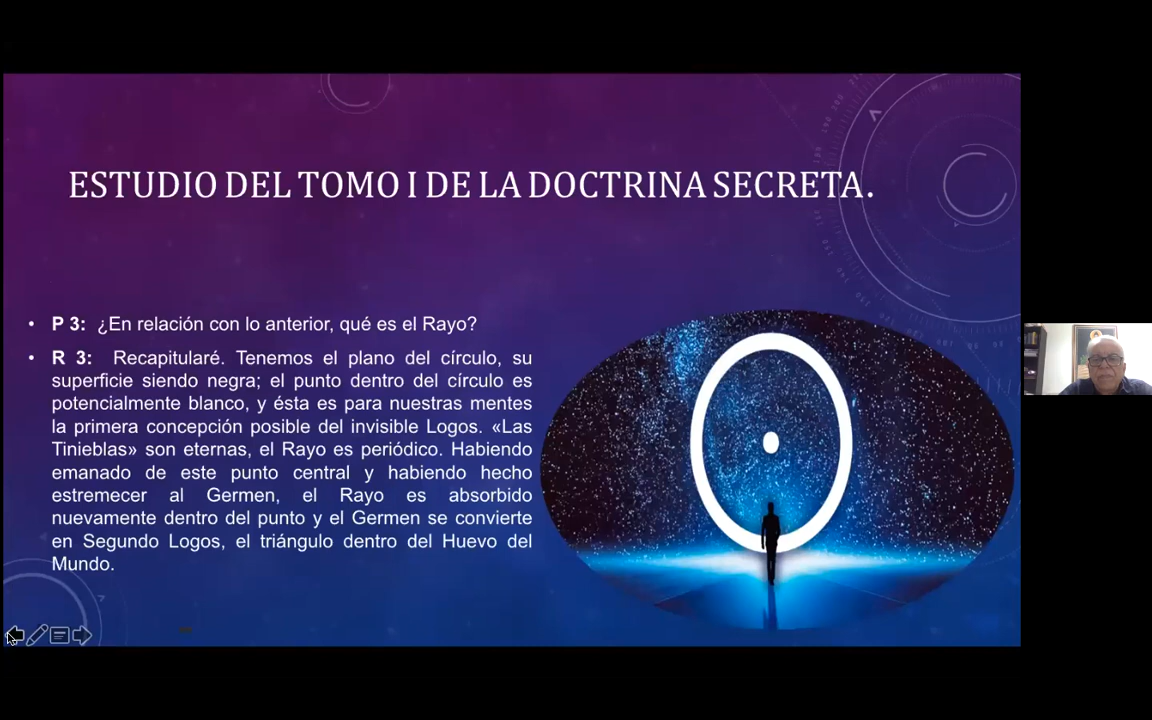 ESTUDIO DEL TOMO I DE LA DOCTRINA SECRETA.
• P 3: ¿En relación con lo anterior, qué es el Rayo?
• R 3: Recapitularé. Tenemos el plano del círculo, su
superficie siendo negra; el punto dentro del círculo es
potencialmente blanco, y ésta es para nuestras mentes
la primera concepción posible del invisible Logos. «Las
Tinieblas» son eternas, el Rayo es periódico. Habiendo
emanado de este punto central y habiendo hecho
estremecer al Germen, el Rayo es absorbido
nuevamente dentro del punto y el Germen se convierte
en Segundo Logos, el triángulo dentro del Huevo del
Mundo.